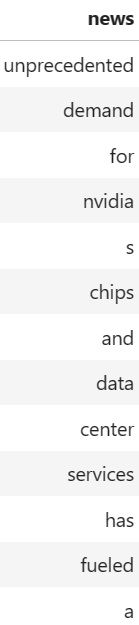 news
unprecedented
demand
for
nvidia
s
chips
and
data
center
services
has
fueled
a